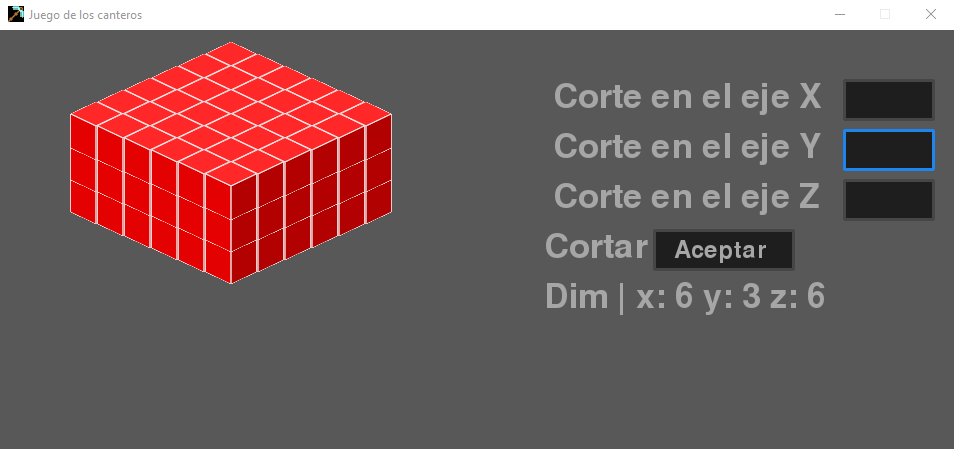 Juego de los canteros
Corte en el eje X
Corte en el eje Y
Corte en el eje Z
Cortar Aceptar
Dim | x: 6 y: 3 z: 6